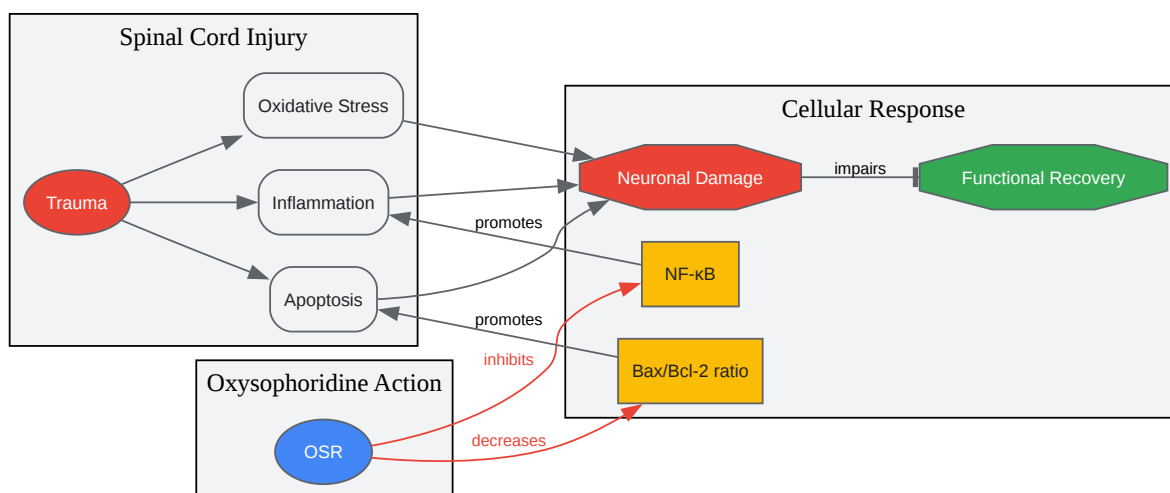 Spinal Cord Injury
Oxidative Stress
Trauma
Inflammation
Apoptosis
Cellular Response
Neuronal Damage
impairs
Functional Recovery
promotes
NF-κB
promotes
Bax/Bcl-2 ratio
inhibits
decreases
Oxysophoridine Action
OSR